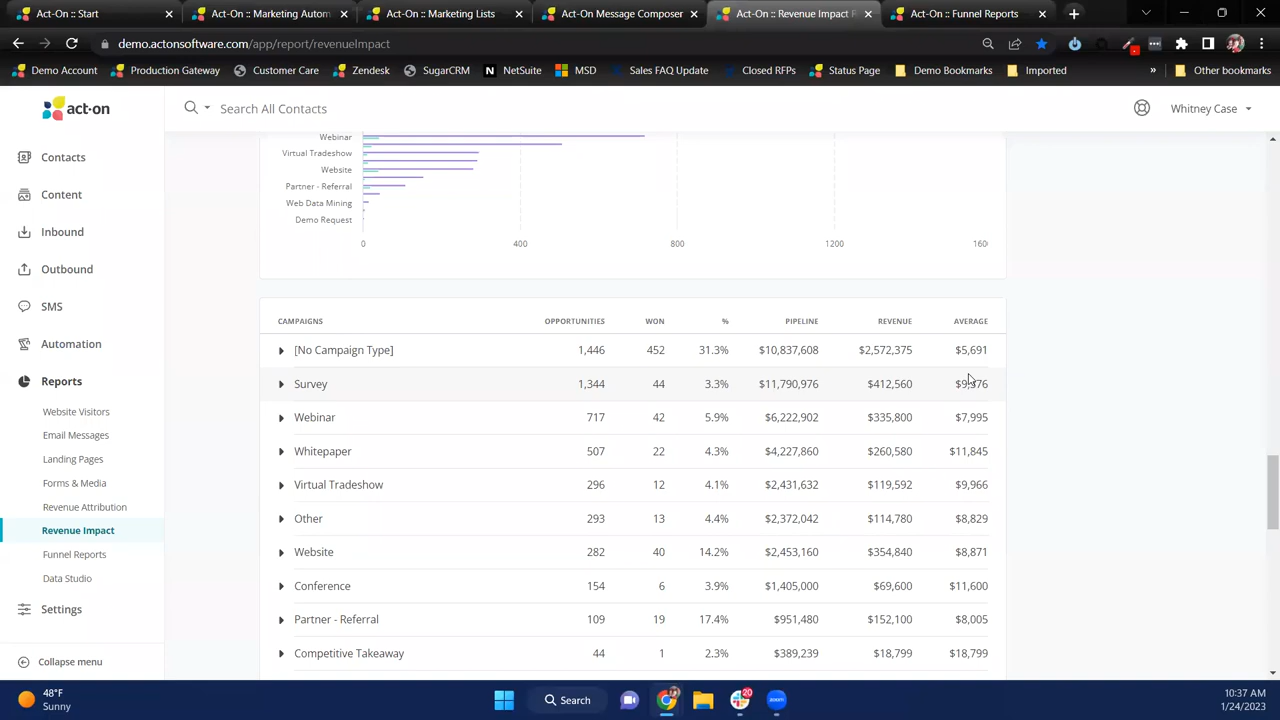 Act-On :: Start
Act-On :: Marketing Autom
Act-On :: Marketing Lists
Act-On Message Composer
Act-On :: Revenue Impact R
Act-On :: Funnel Reports
demo.actonsoftware.com/app/report/revenueImpact
Demo Account
Production Gateway
Customer Care
Zendesk
SugarCRM
NetSuite
MSD
Sales FAQ Update
Closed RFPs
Status Page
Demo Bookmarks
Imported
»
Other bookmarks
act-on
Search All Contacts
Whitney Case
Contacts
Content
Inbound
Outbound
SMS
Automation
Reports
Website Visitors
Email Messages
Landing Pages
Forms & Media
Revenue Attribution
Revenue Impact
Funnel Reports
Data Studio
Settings
Collapse menu
Webinar
Virtual Tradeshow
Website
Partner - Referral
Web Data Mining
Demo Request
0 400 800 1200 1600
CAMPAIGNS OPPORTUNITIES WON % PIPELINE REVENUE AVERAGE
[No Campaign Type] 1,446 452 31.3% $10,837,608 $2,572,375 $5,691
Survey 1,344 44 3.3% $11,790,976 $412,560 $9,376
Webinar 717 42 5.9% $6,222,902 $335,800 $7,995
Whitepaper 507 22 4.3% $4,227,860 $260,580 $11,845
Virtual Tradeshow 296 12 4.1% $2,431,632 $119,592 $9,966
Other 293 13 4.4% $2,372,042 $114,780 $8,829
Website 282 40 14.2% $2,453,160 $354,840 $8,871
Conference 154 6 3.9% $1,405,000 $69,600 $11,600
Partner - Referral 109 19 17.4% $951,480 $152,100 $8,005
Competitive Takeaway 44 1 2.3% $389,239 $18,799 $18,799
48°F
Sunny
Search
20
zoom
10:37 AM
1/24/2023